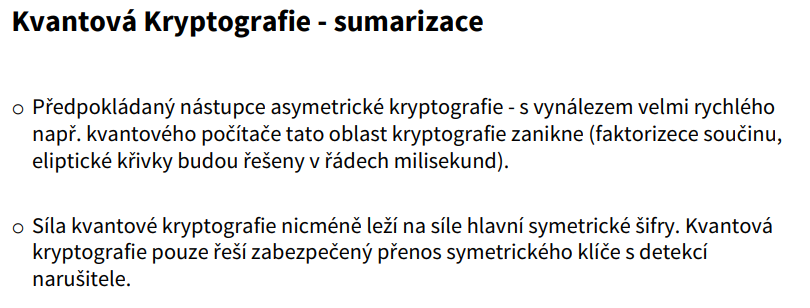 Kvantová Kryptografie - sumarizace
○ Předpokládaný nástupce asymetrické kryptografie - s vynálezem velmi rychlého
např. kvantového počítače tato oblast kryptografie zanikne (faktorizece součinu,
eliptické křivky budou řešeny v řádech milisekund).
○ Síla kvantové kryptografie nicméně leží na síle hlavní symetrické šifry. Kvantová
kryptografie pouze řeší zabezpečený přenos symetrického klíče s detekcí
narušitele.